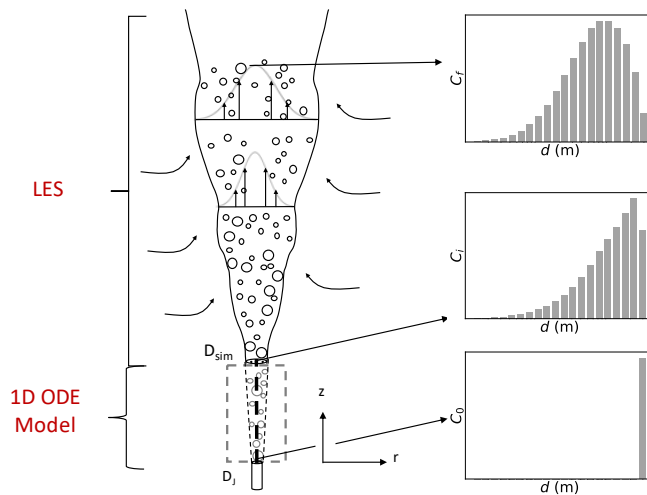 LES
1D ODE
Model
D_sim
D_J
z
r
C_f
d (m)
C_i
d (m)
C_0
d (m)